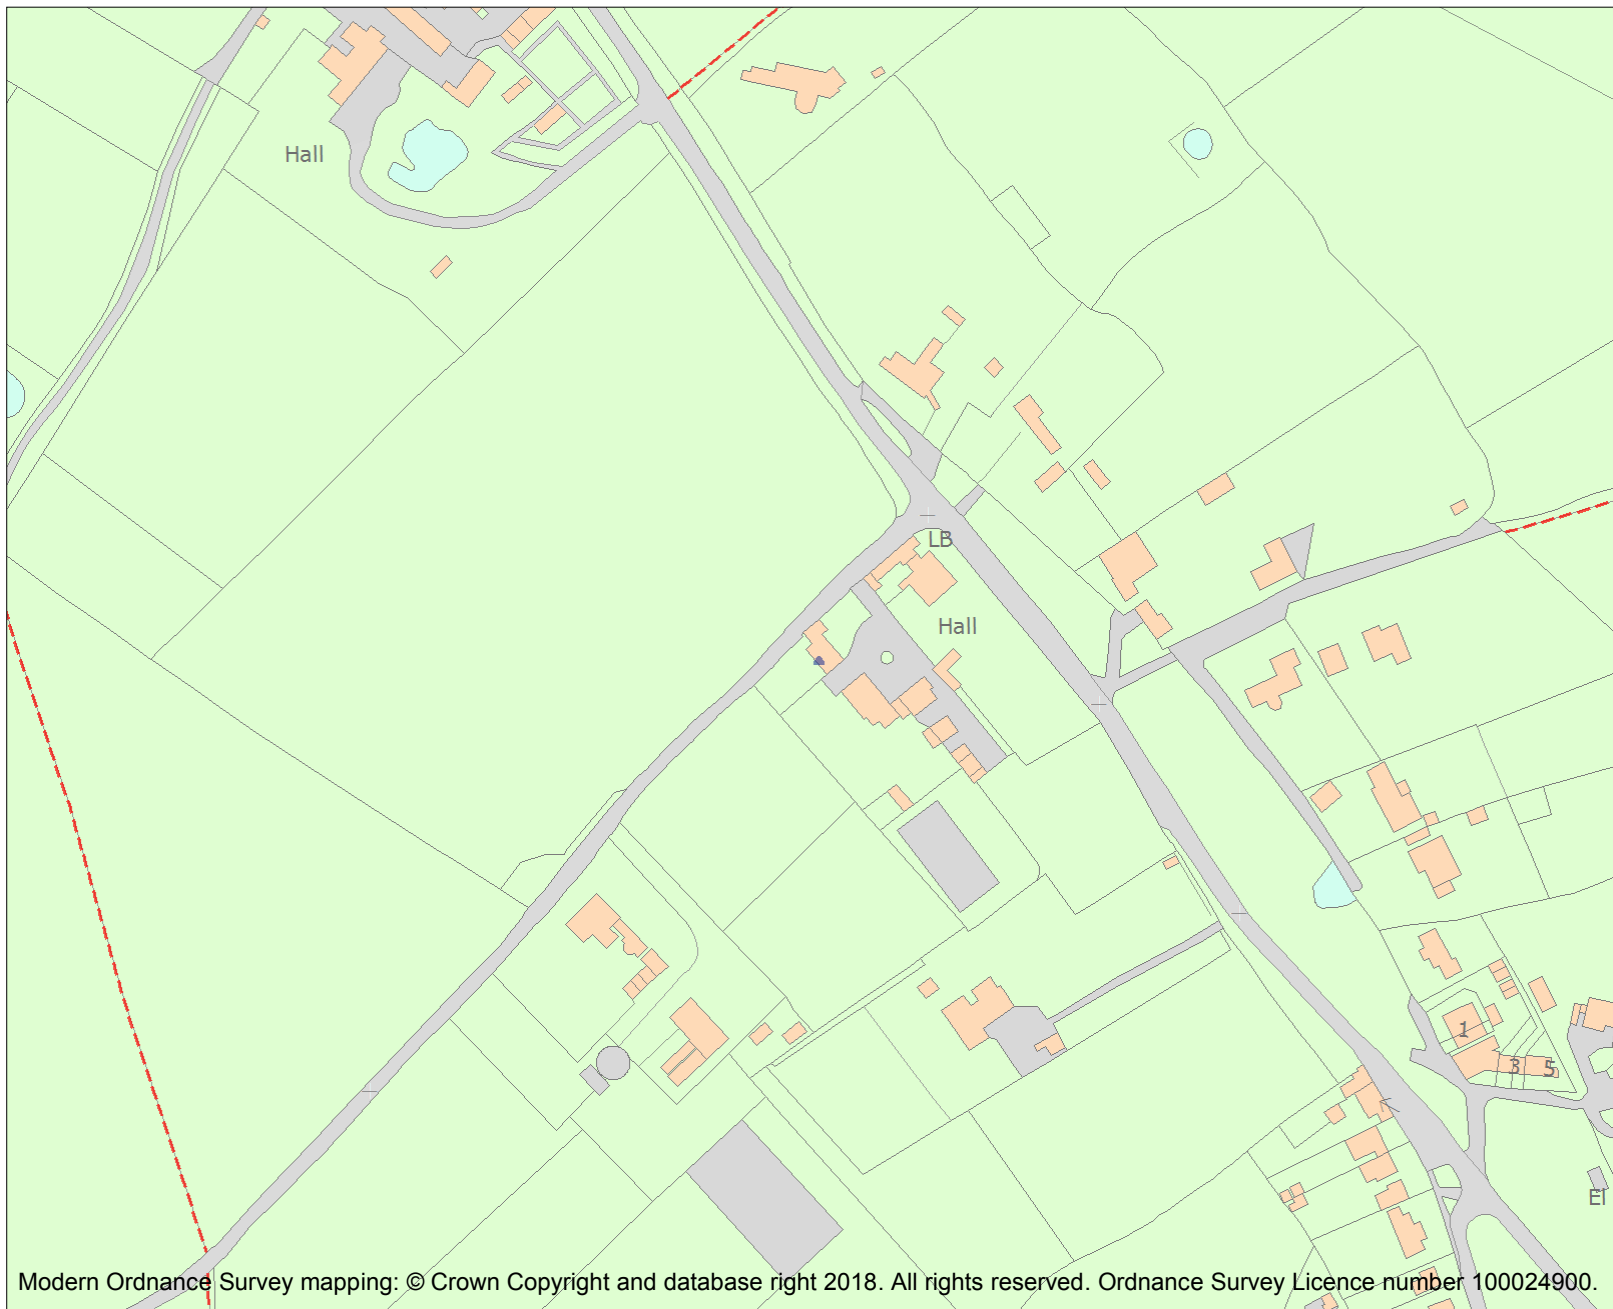 Hall
LB
Hall
1
3
5
El
Modern Ordnance Survey mapping: © Crown Copyright and database right 2018. All rights reserved. Ordnance Survey Licence number 100024900.